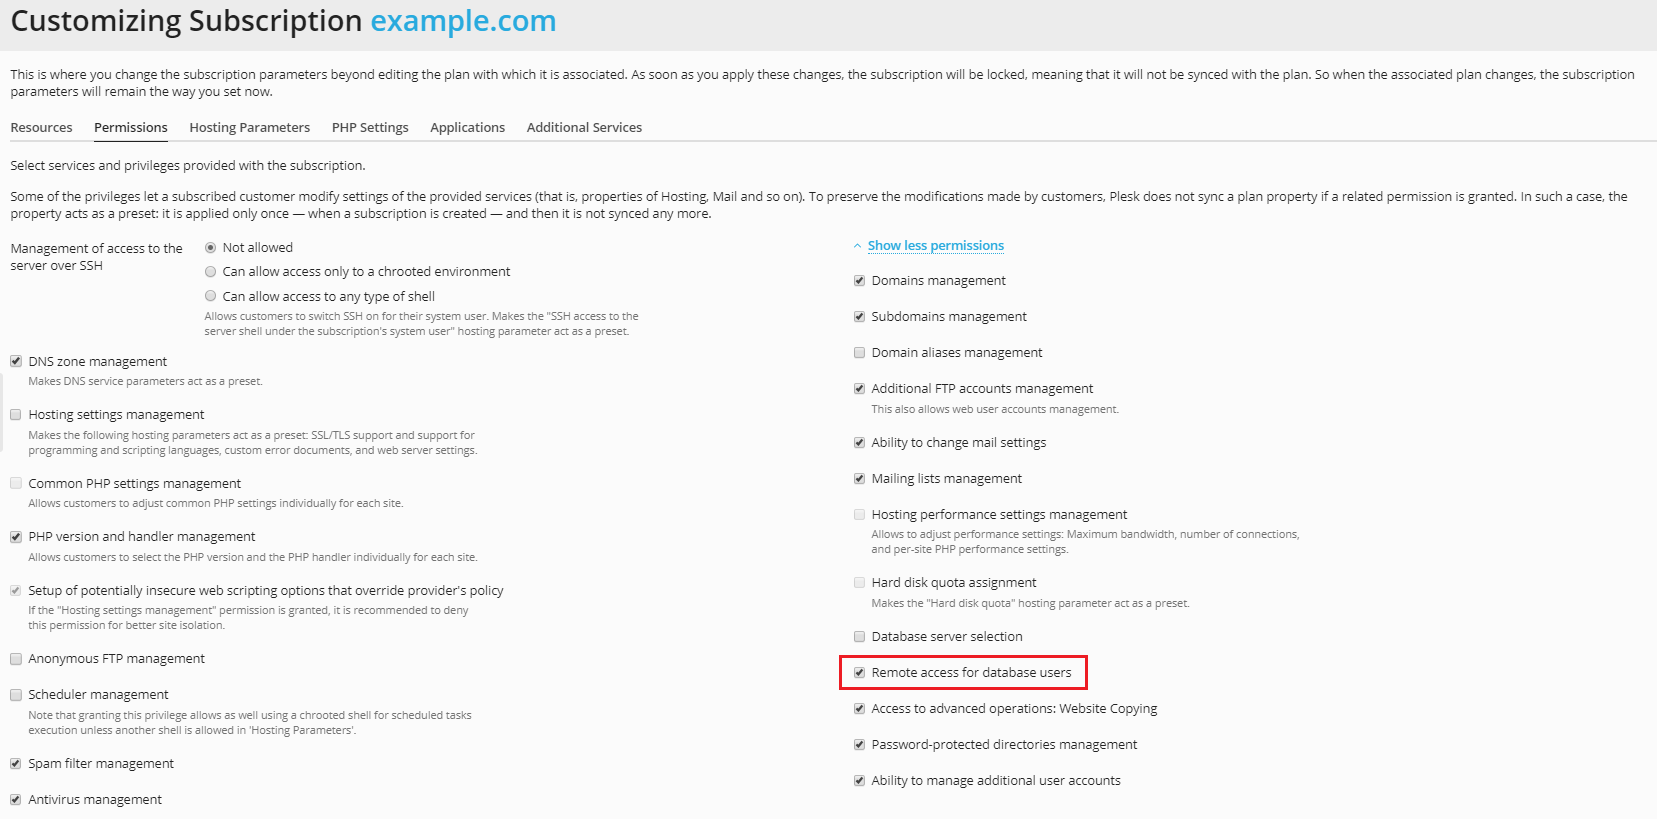 Customizing Subscription example.com
This is where you change the subscription parameters beyond editing the plan with which it is associated. As soon as you apply these changes, the subscription will be locked, meaning that it will not be synced with the plan. So when the associated plan changes, the subscription
parameters will remain the way you set now.
Resources Permissions Hosting Parameters PHP Settings Applications Additional Services
Select services and privileges provided with the subscription.
Some of the privileges let a subscribed customer modify settings of the provided services (that is, properties of Hosting, Mail and so on). To preserve the modifications made by customers, Plesk does not sync a plan property if a related permission is granted. In such a case, the
property acts as a preset: it is applied only once — when a subscription is created — and then it is not synced any more.
Management of access to the
server over SSH
Not allowed
Can allow access only to a chrooted environment
Can allow access to any type of shell
Allows customers to switch SSH on for their system user. Makes the "SSH access to the
server shell under the subscription's system user" hosting parameter act as a preset.
DNS zone management
Makes DNS service parameters act as a preset.
Hosting settings management
Makes the following hosting parameters act as a preset: SSL/TLS support and support for
programming and scripting languages, custom error documents, and web server settings.
Common PHP settings management
Allows customers to adjust common PHP settings individually for each site.
PHP version and handler management
Allows customers to select the PHP version and the PHP handler individually for each site.
Setup of potentially insecure web scripting options that override provider's policy
If the "Hosting settings management" permission is granted, it is recommended to deny
this permission for better site isolation.
Anonymous FTP management
Scheduler management
Note that granting this privilege allows as well using a chrooted shell for scheduled tasks
execution unless another shell is allowed in 'Hosting Parameters'.
Spam filter management
Antivirus management
Show less permissions
Domains management
Subdomains management
Domain aliases management
Additional FTP accounts management
This also allows web user accounts management.
Ability to change mail settings
Mailing lists management
Hosting performance settings management
Allows to adjust performance settings: Maximum bandwidth, number of connections,
and per-site PHP performance settings.
Hard disk quota assignment
Makes the "Hard disk quota" hosting parameter act as a preset.
Database server selection
Remote access for database users
Access to advanced operations: Website Copying
Password-protected directories management
Ability to manage additional user accounts